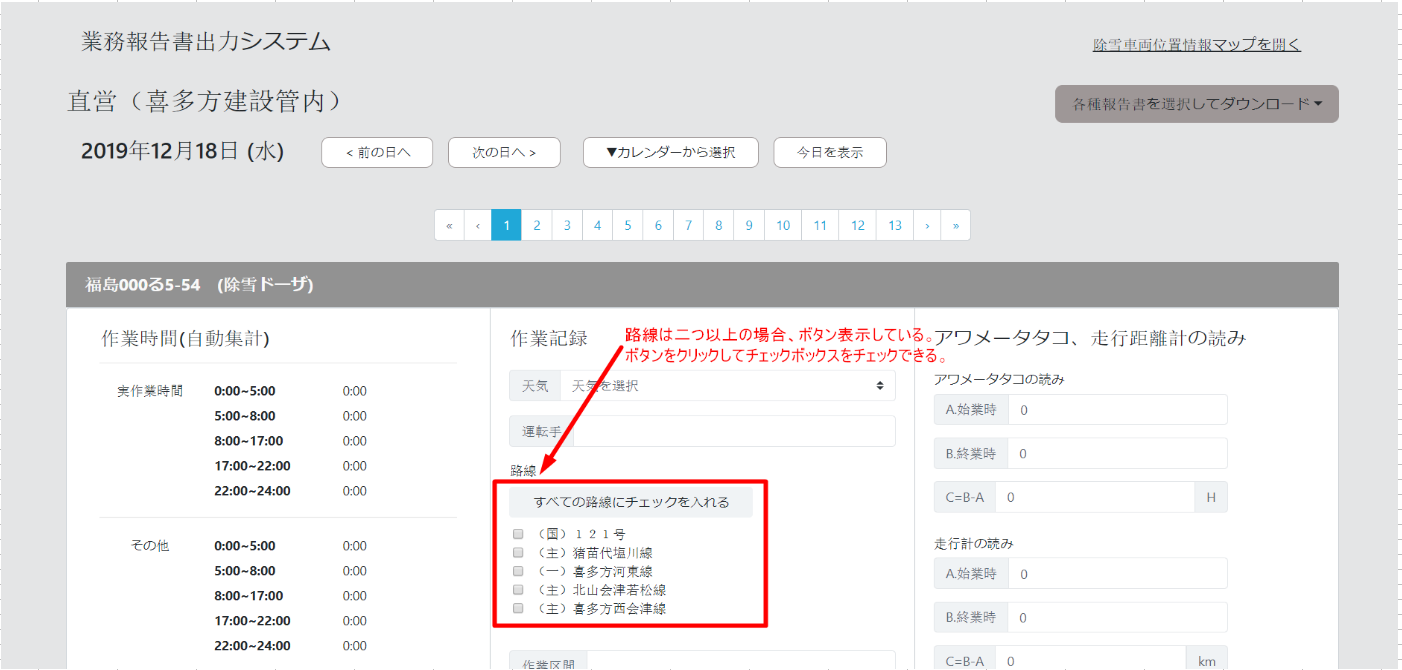 業務報告書出力システム
除雪車両位置情報マップを開く
直営（喜多方建設管内）
各種報告書を選択してダウンロード
2019年12月18日 (水)
< 前の日へ
次の日へ >
▼カレンダーから選択
今日を表示
« ‹ 1 2 3 4 5 6 7 8 9 10 11 12 13 › »
福島000る5-54　(除雪ドーザ)
作業時間(自動集計)
実作業時間 0:00~5:00 0:00
5:00~8:00 0:00
8:00~17:00 0:00
17:00~22:00 0:00
22:00~24:00 0:00
その他 0:00~5:00 0:00
5:00~8:00 0:00
8:00~17:00 0:00
17:00~22:00 0:00
22:00~24:00 0:00
作業記録
路線は二つ以上の場合、ボタン表示している。
ボタンをクリックしてチェックボックスをチェックできる。
天気 天気を選択
運転手
路線
すべての路線にチェックを入れる
（国）１２１号
（主）猪苗代塩川線
（一）喜多方河東線
（主）北山会津若松線
（主）喜多方西会津線
作業区間
アワメータタコ、走行距離計の読み
アワメータタコの読み
A.始業時 0
B.終業時 0
C=B-A 0 H
走行計の読み
A.始業時 0
B.終業時 0
C=B-A 0 km